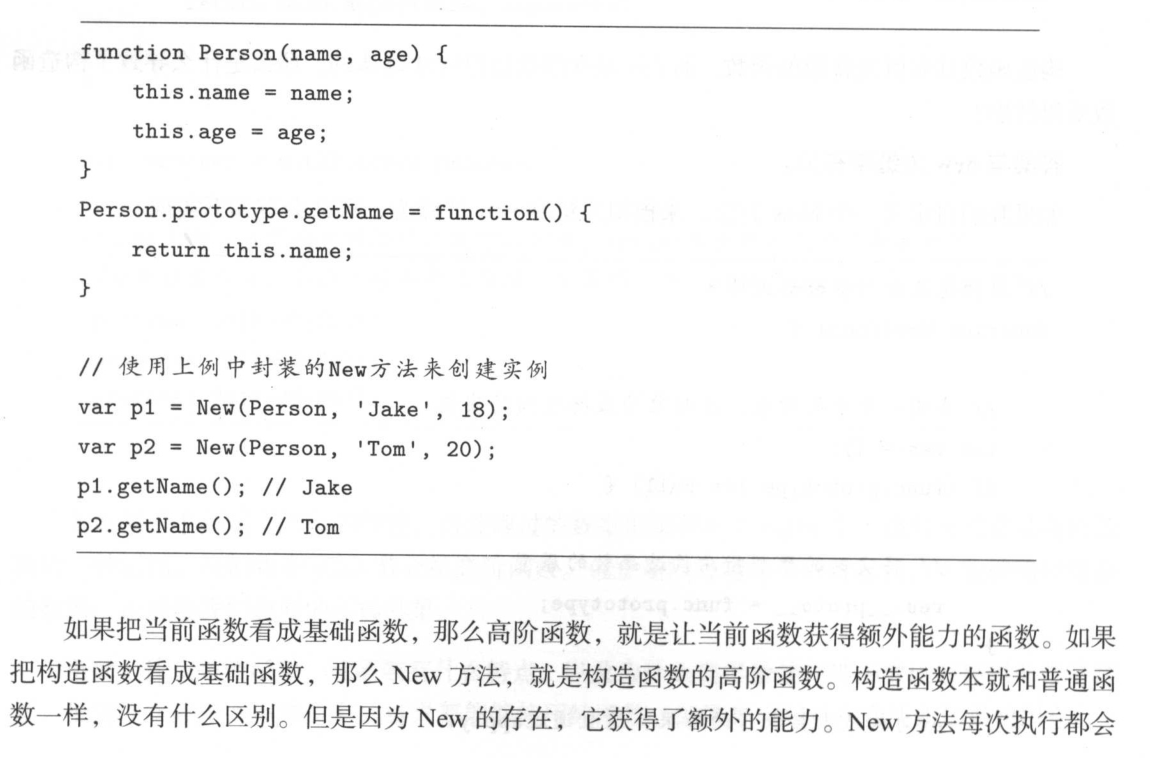 function Person(name, age) {
    this.name = name;
    this.age = age;
}
Person.prototype.getName = function() {
    return this.name;
}
// 使用上例中封装的New方法来创建实例
var p1 = New(Person, 'Jake', 18);
var p2 = New(Person, 'Tom', 20);
p1.getName(); // Jake
p2.getName(); // Tom
如果把当前函数看成基础函数，那么高阶函数，就是让当前函数获得额外能力的函数。如果
把构造函数看成基础函数，那么 New 方法，就是构造函数的高阶函数。构造函数本就和普通函
数一样，没有什么区别。但是因为 New 的存在，它获得了额外的能力。New 方法每次执行都会